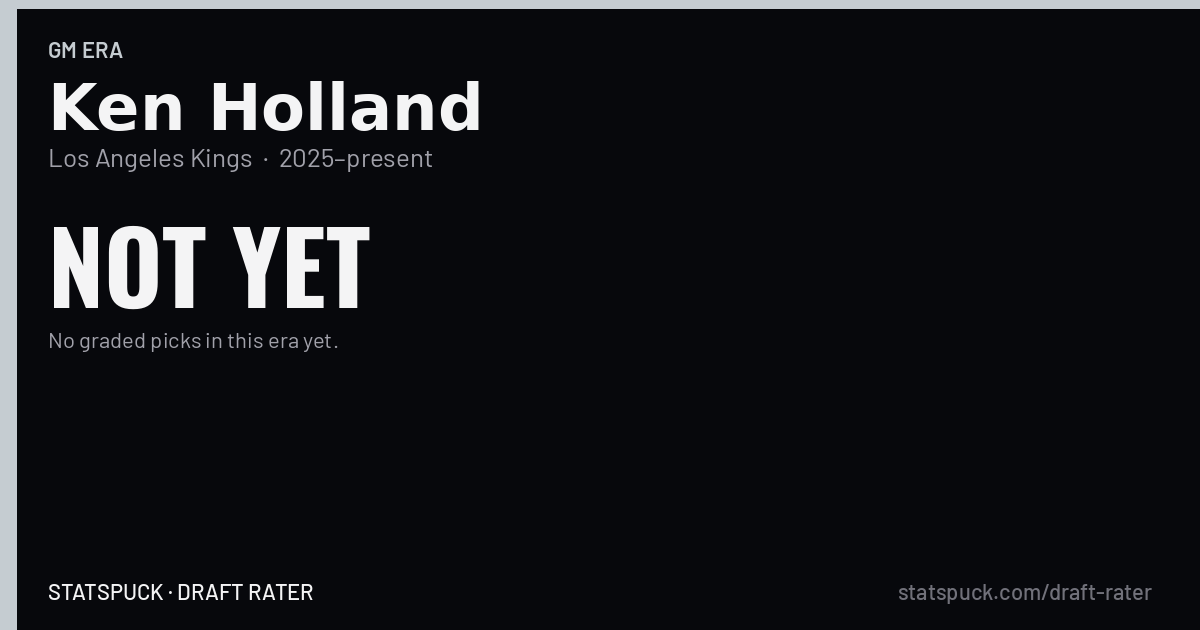 GM ERA
Ken Holland
Los Angeles Kings · 2025–present
NOT YET
No graded picks in this era yet.
STATSPUCK · DRAFT RATER
statspuck.com/draft-rater